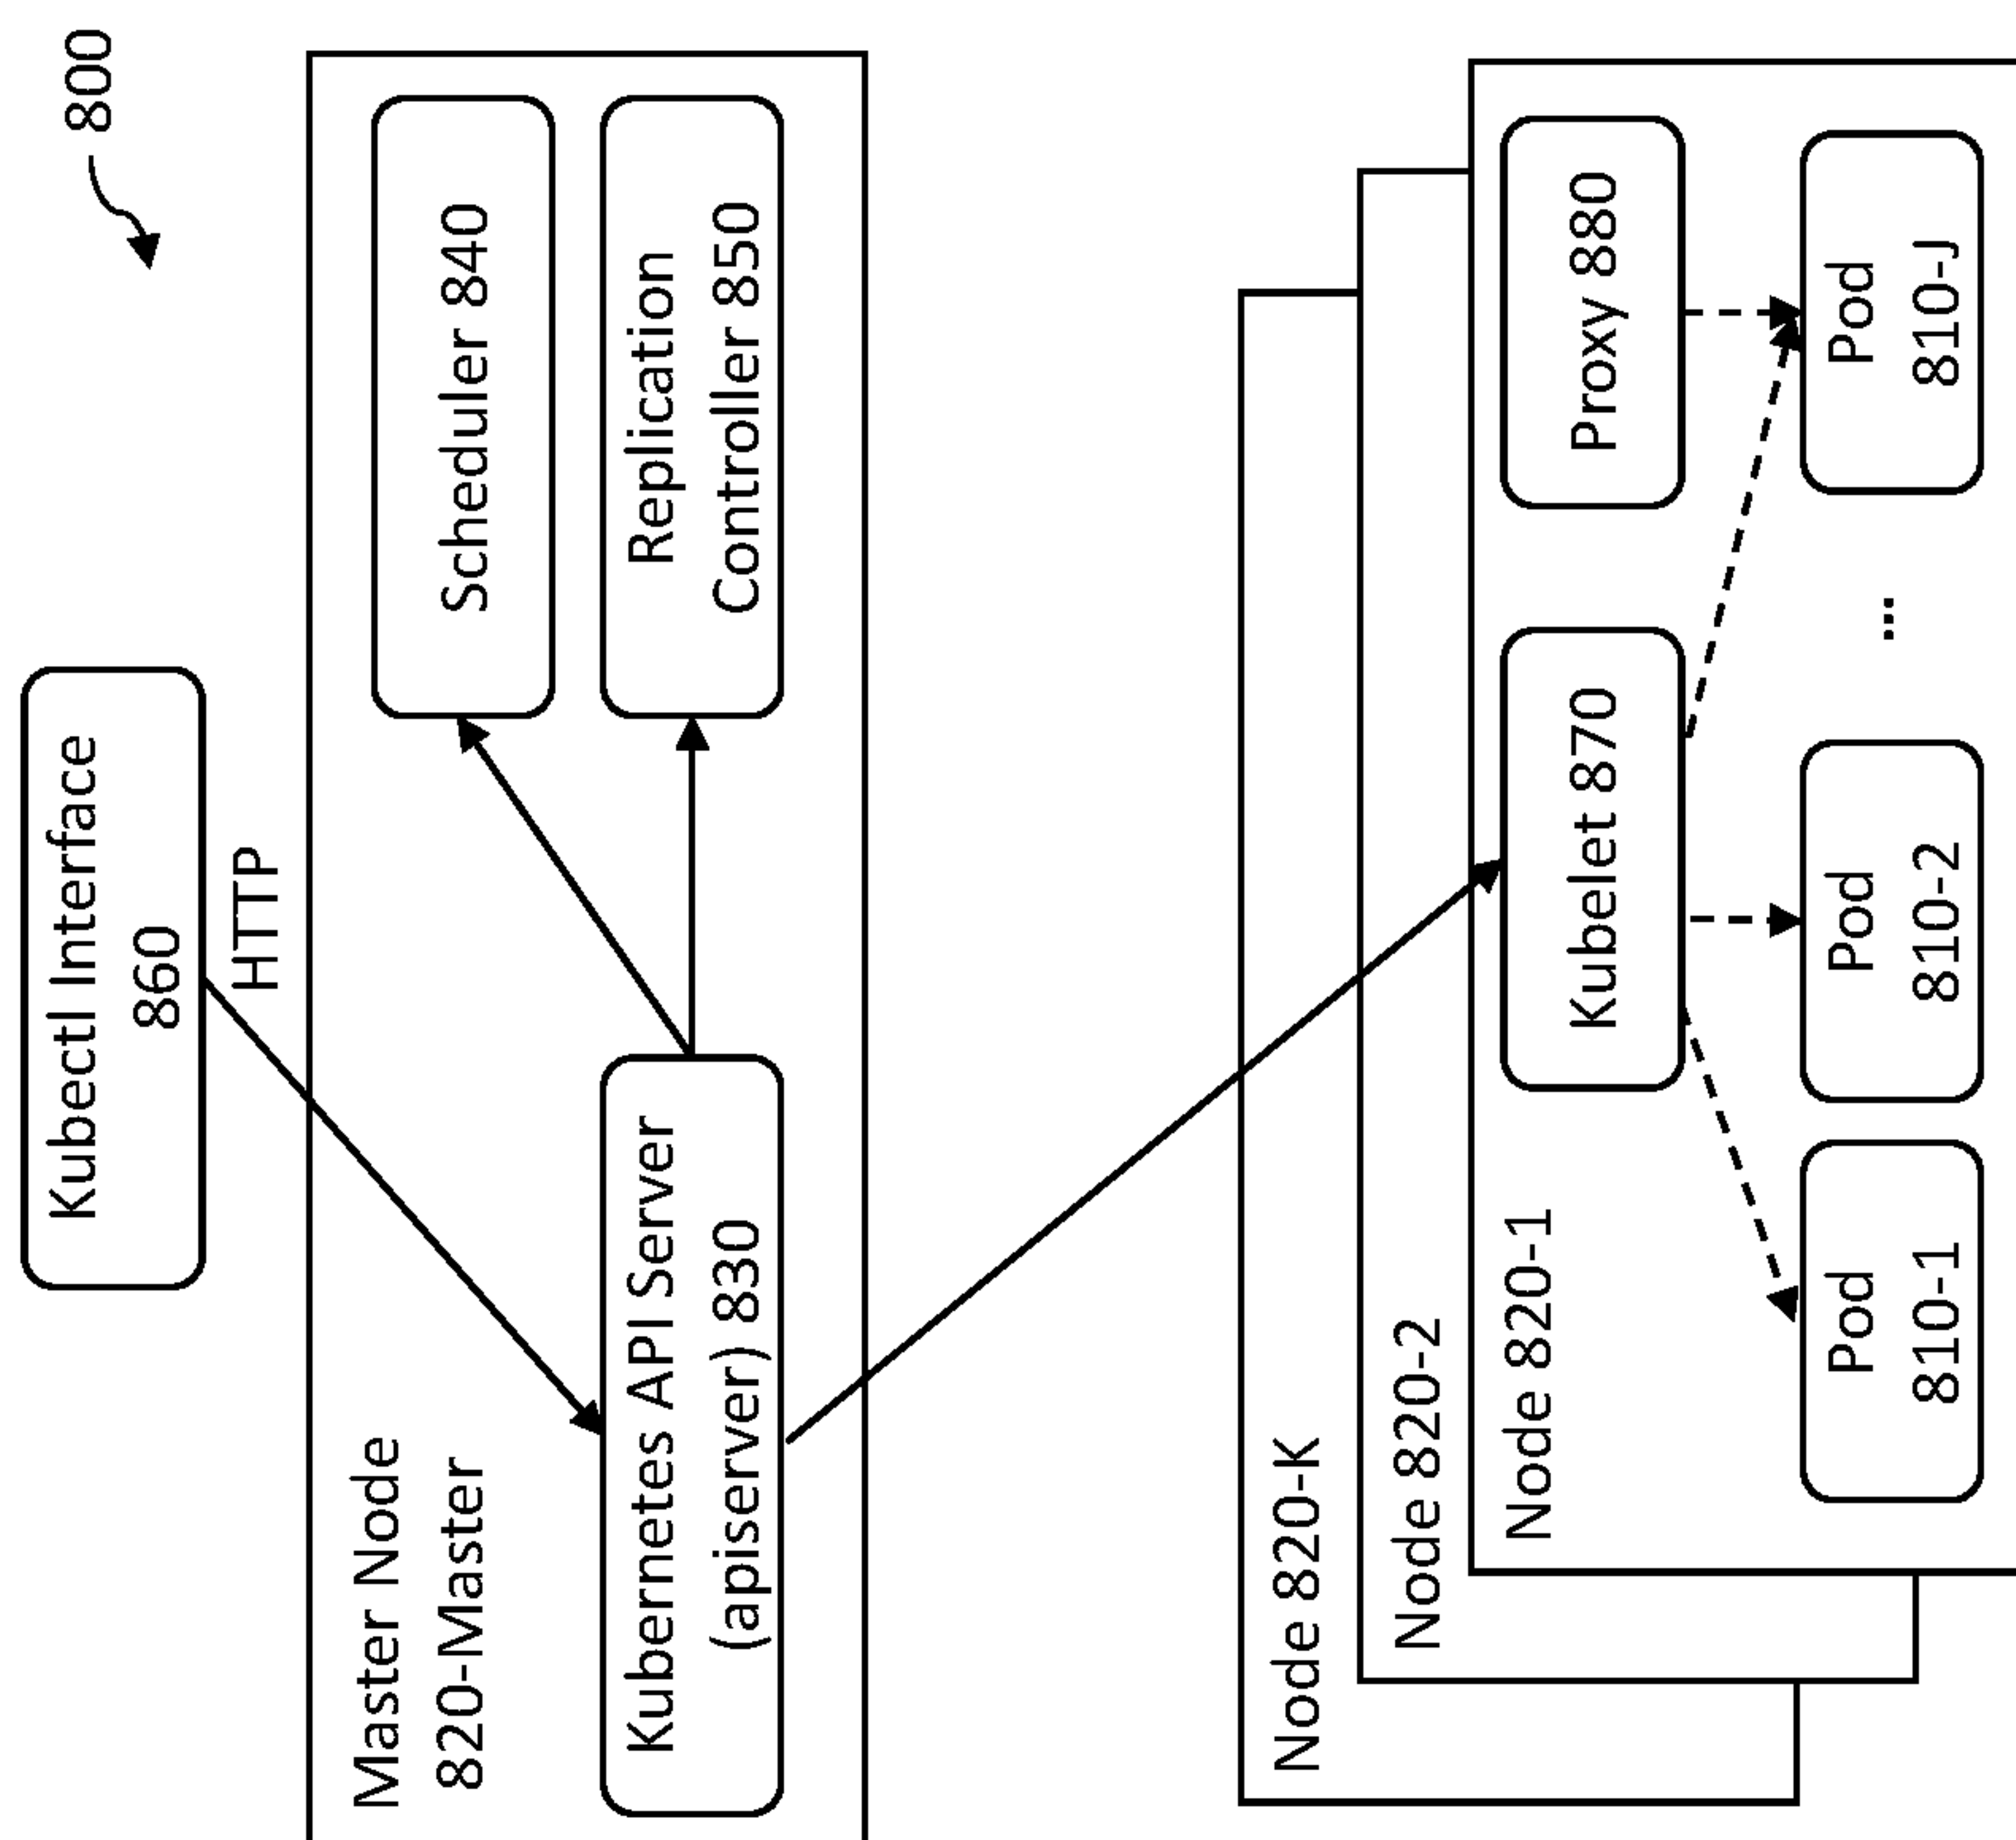 800
Kubectl Interface
860
HTTP
Master Node
820-Master
Scheduler 840
Kubernetes API Server
(apiserver) 830
Replication
Controller 850
Node 820-K
Node 820-2
Node 820-1
Kubelet 870
Proxy 880
Pod
810-1
Pod
810-2
...
Pod
810-J